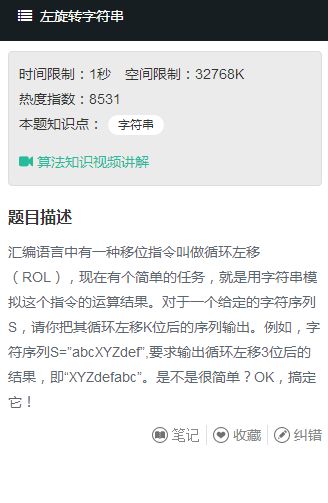 左旋转字符串
时间限制：1秒 空间限制：32768K
热度指数：8531
本题知识点： 字符串
算法知识视频讲解
题目描述
汇编语言中有一种移位指令叫做循环左移
（ROL），现在有个简单的任务，就是用字符串模
拟这个指令的运算结果。对于一个给定的字符序列
S，请你把其循环左移K位后的序列输出。例如，字
符序列S=”abcXYZdef”,要求输出循环左移3位后的
结果，即“XYZdefabc”。是不是很简单？OK，搞定
它！
笔记 收藏 纠错